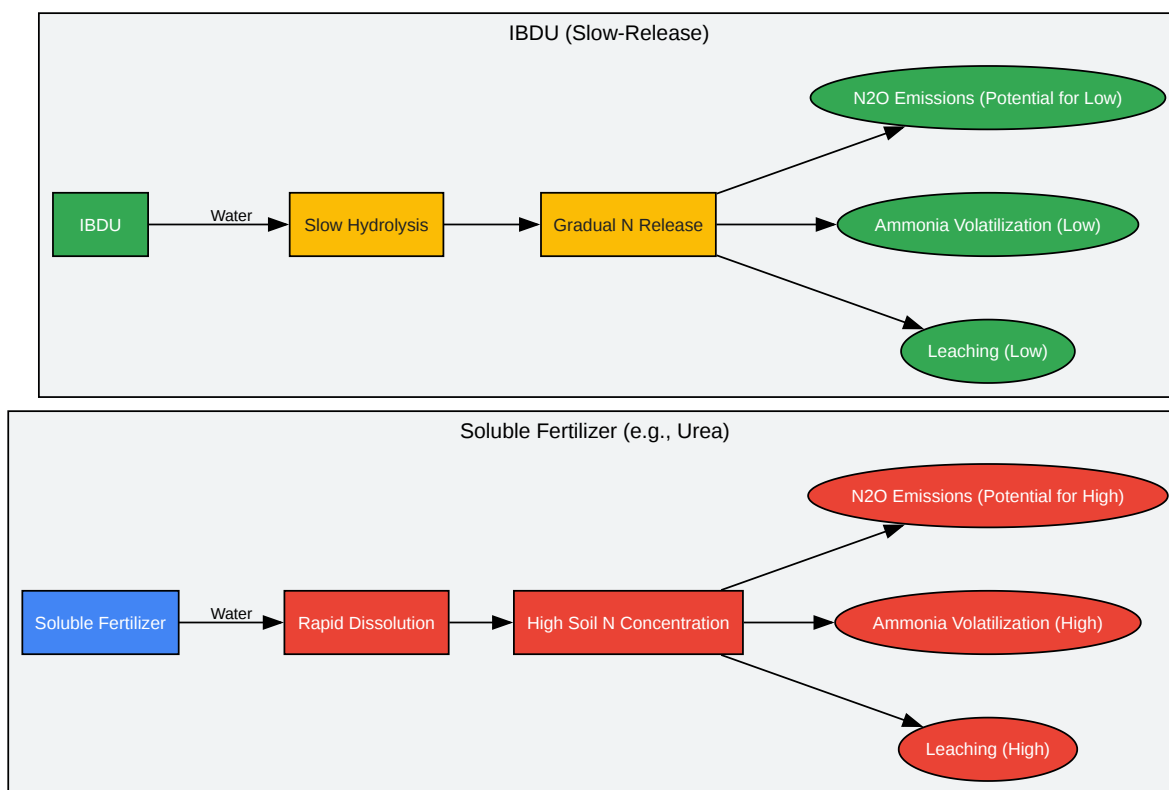 IBDU (Slow-Release)
N2O Emissions (Potential for Low)
IBDU
Water
Slow Hydrolysis
Gradual N Release
Ammonia Volatilization (Low)
Leaching (Low)
Soluble Fertilizer (e.g., Urea)
N2O Emissions (Potential for High)
Soluble Fertilizer
Water
Rapid Dissolution
High Soil N Concentration
Ammonia Volatilization (High)
Leaching (High)